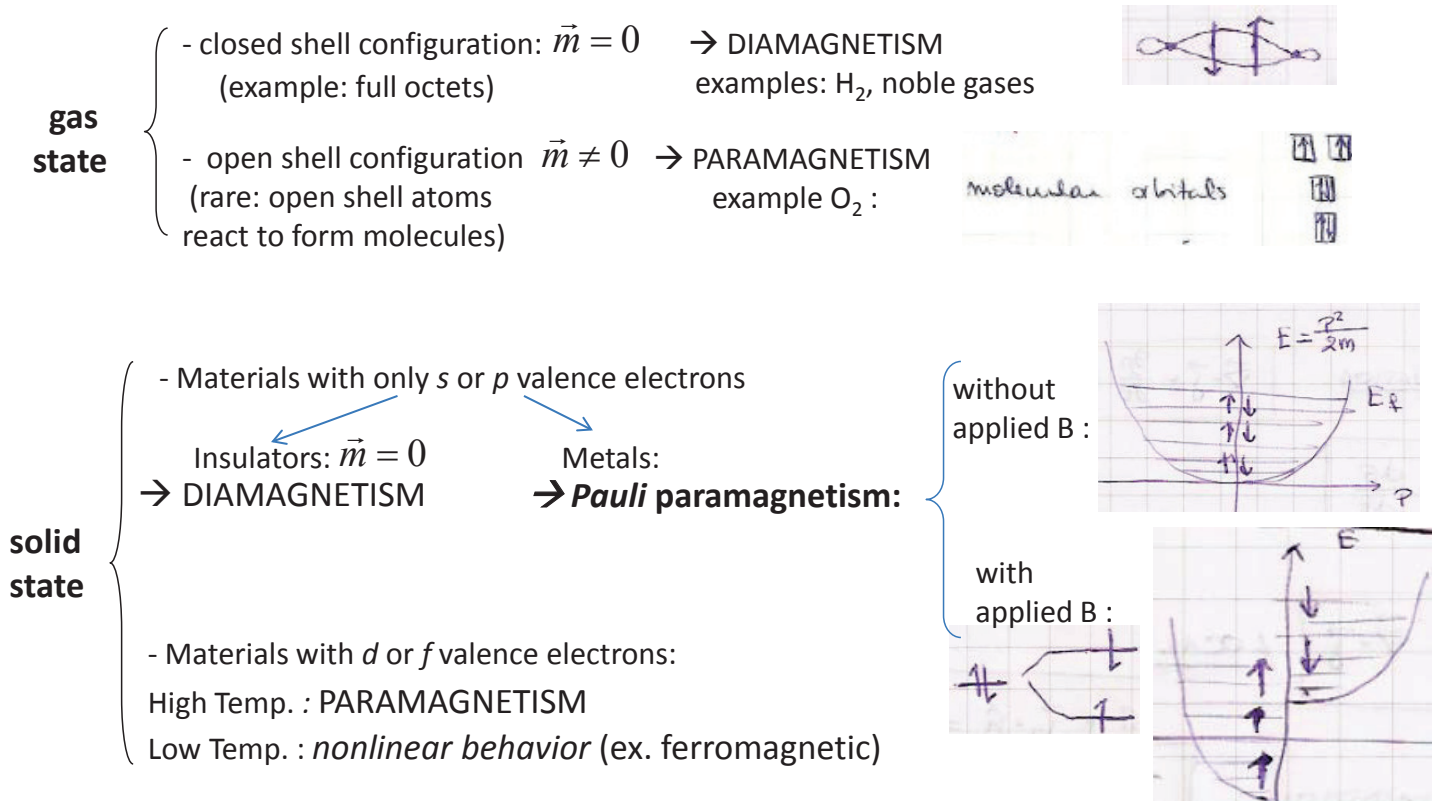 - closed shell configuration: m⃗ = 0 → DIAMAGNETISM
(example: full octets) examples: H₂, noble gases
gas
state
- open shell configuration m⃗ ≠ 0 → PARAMAGNETISM
(rare: open shell atoms example O₂ :
react to form molecules)
molecular orbitals
- Materials with only s or p valence electrons
Insulators: m⃗ = 0 Metals:
→ DIAMAGNETISM → Pauli paramagnetism:
without
applied B :
E = p²/2m
E_f
P
solid
state
with
applied B :
E
- Materials with d or f valence electrons:
High Temp. : PARAMAGNETISM
Low Temp. : nonlinear behavior (ex. ferromagnetic)